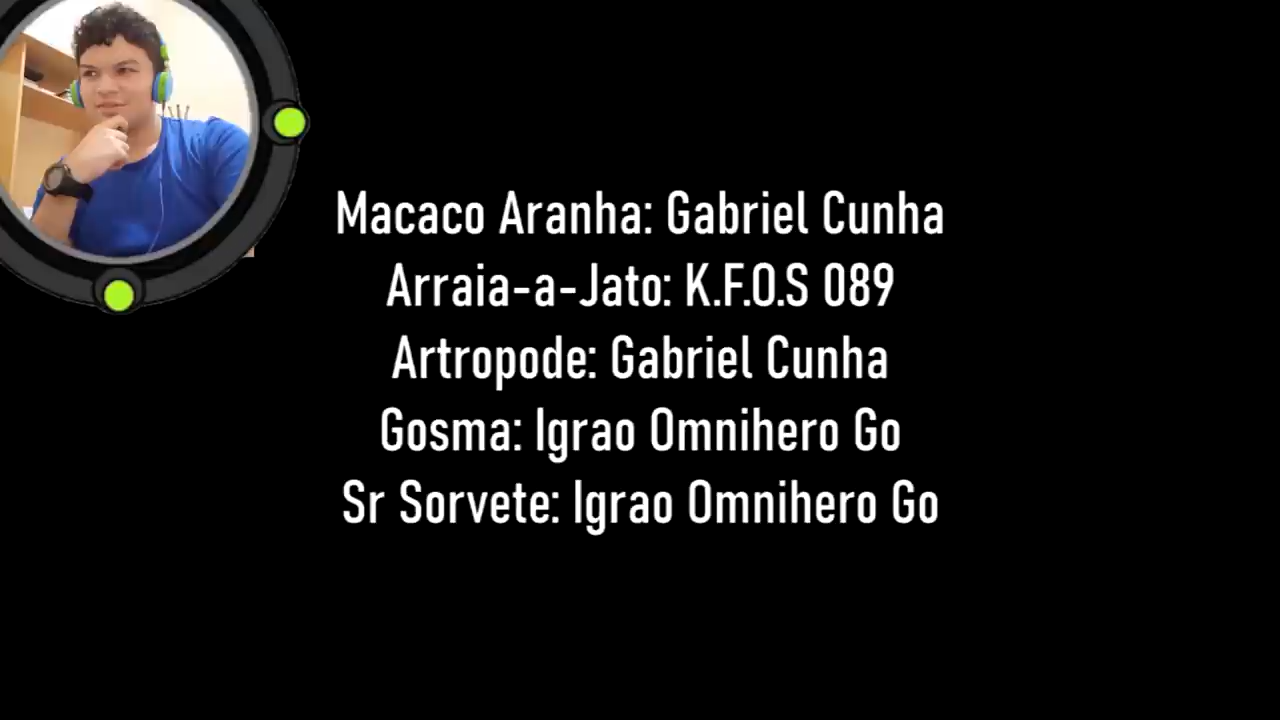 Macaco Aranha: Gabriel Cunha
Arraia-a-Jato: K.F.O.S 089
Artropode: Gabriel Cunha
Gosma: Igrao Omnihero Go
Sr Sorvete: Igrao Omnihero Go